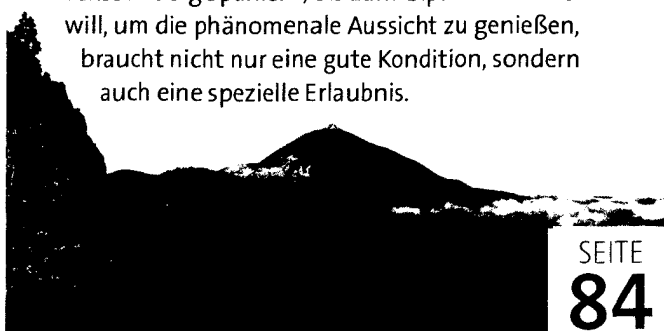 will, um die phänomenale Aussicht zu genießen,
braucht nicht nur eine gute Kondition, sondern
auch eine spezielle Erlaubnis.
SEITE
84